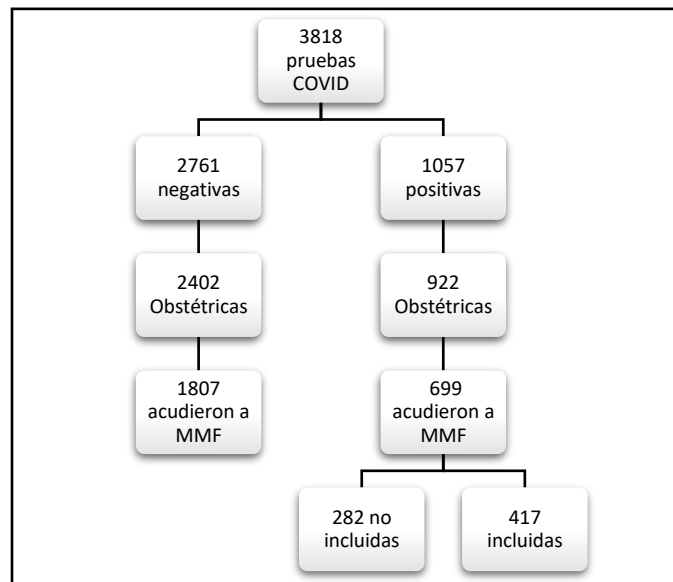 3818
pruebas
COVID
2761
negativas
1057
positivas
2402
Obstétricas
922
Obstétricas
1807
acudieron a
MMF
699
acudieron a
MMF
282 no
incluidas
417
incluidas